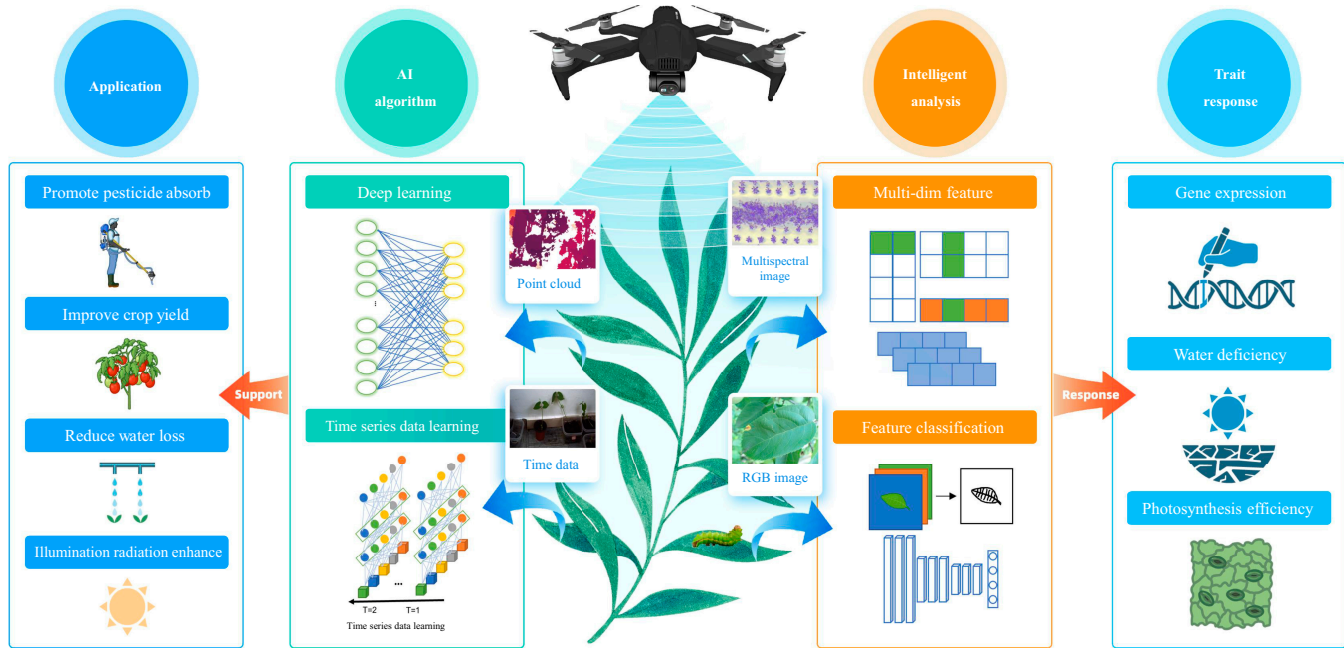 Application
AI
algorithm
Intelligent
analysis
Trait
response
Promote pesticide absorb
Improve crop yield
Reduce water loss
Illumination radiation enhance
Support
Deep learning
Time series data learning
T=2
...
T=1
Time series data learning
Point cloud
Time data
Multispectral
image
RGB image
Multi-dim feature
Feature classification
Response
Gene expression
Water deficiency
Photosynthesis efficiency